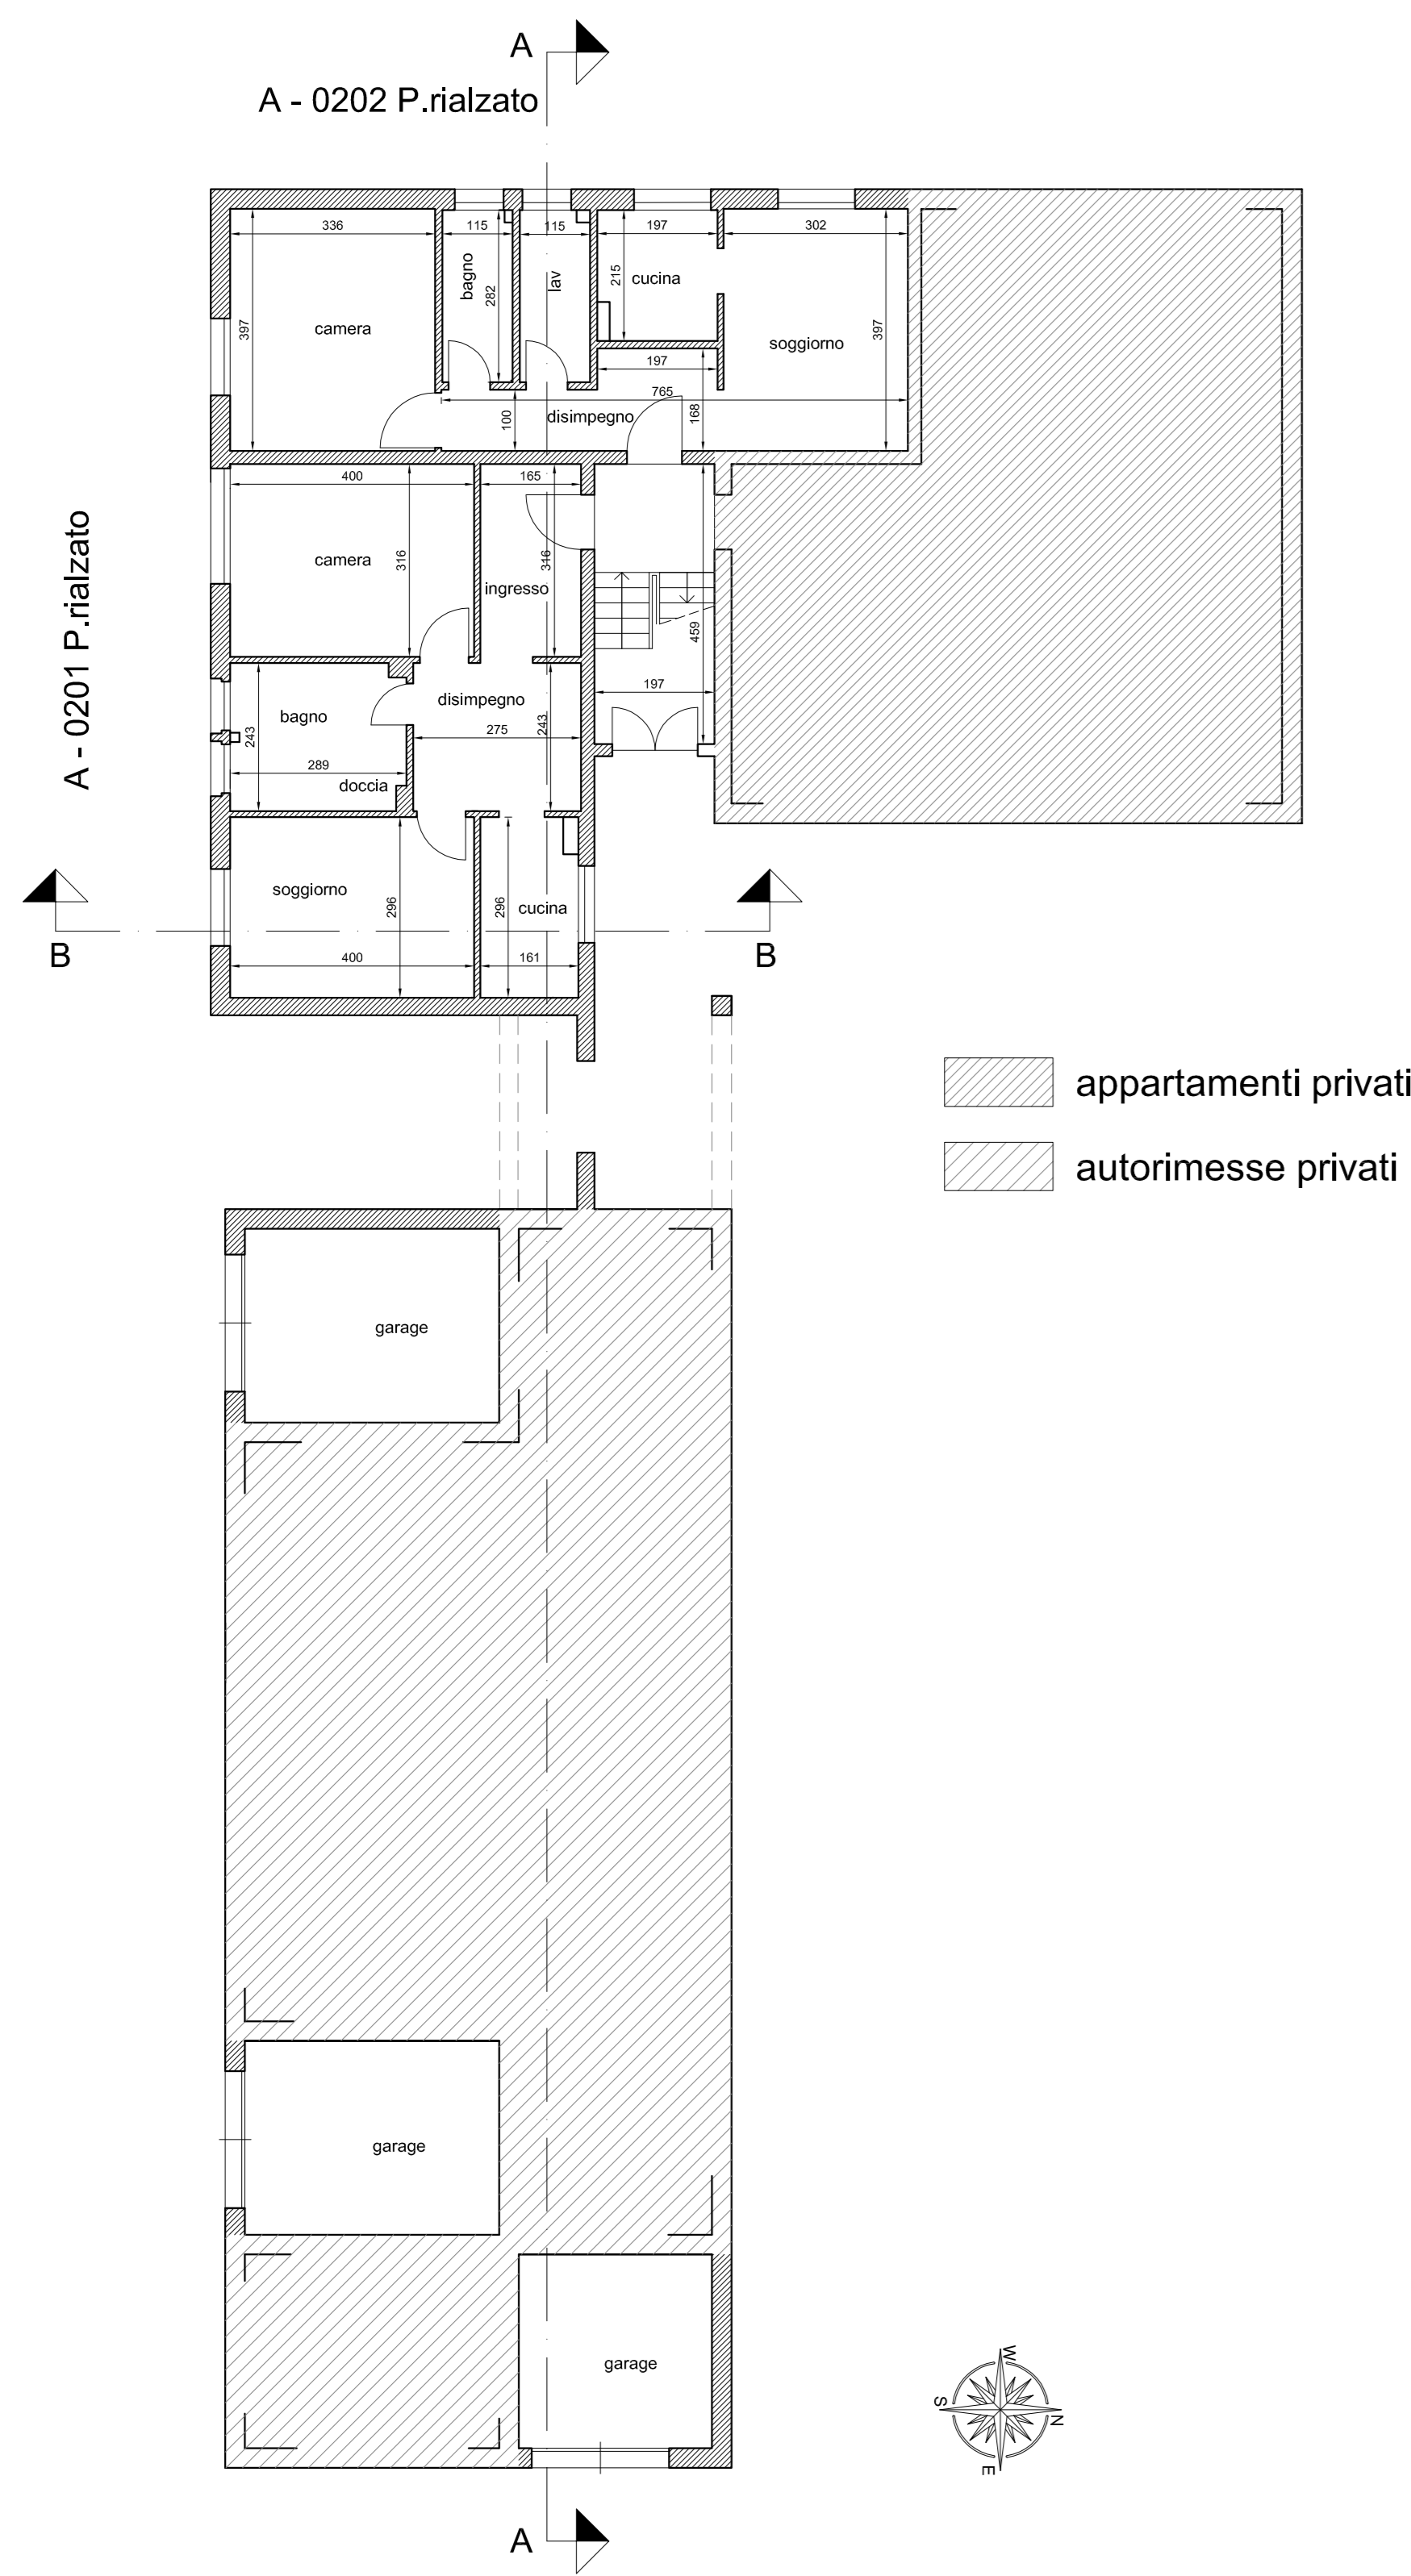 A
A - 0202 P.rialzato
336
115
115
197
302
bagno
lav
cucina
282
215
397
camera
soggiorno
397
197
765
100
disimpegno
168
400
165
A - 0201 P.rialzato
camera
316
316
ingresso
459
197
disimpegno
bagno
243
275
243
289
doccia
soggiorno
296
296
cucina
400
161
B
B
appartamenti privati
autorimesse privati
garage
garage
garage
W
S
N
E
A